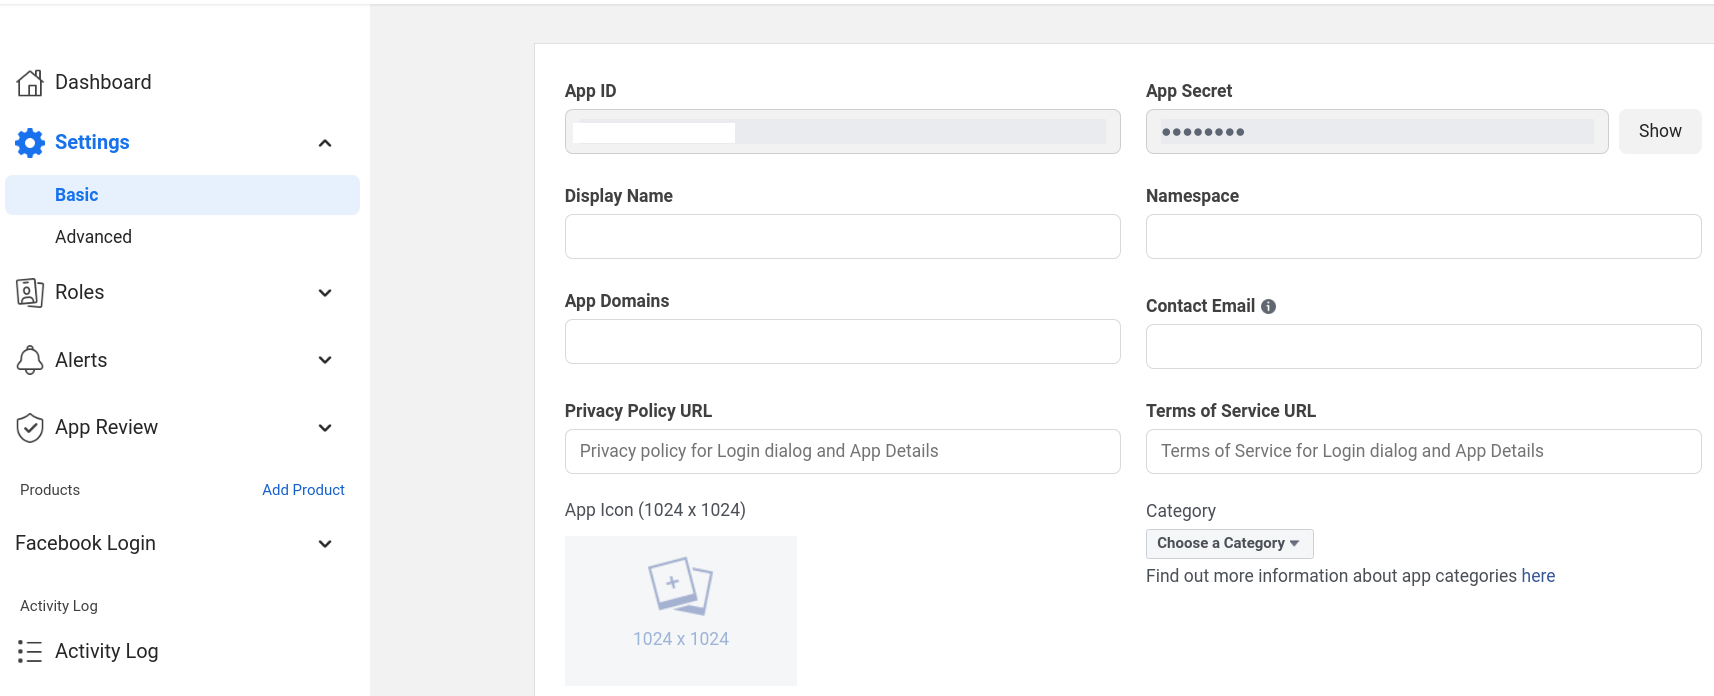 Dashboard
Settings
Basic
Advanced
Roles
Alerts
App Review
Products
Add Product
Facebook Login
Activity Log
Activity Log
App ID
App Secret
••••••••
Show
Display Name
Namespace
App Domains
Contact Email
Privacy Policy URL
Privacy policy for Login dialog and App Details
Terms of Service URL
Terms of Service for Login dialog and App Details
App Icon (1024 x 1024)
1024 x 1024
Category
Choose a Category
Find out more information about app categories here